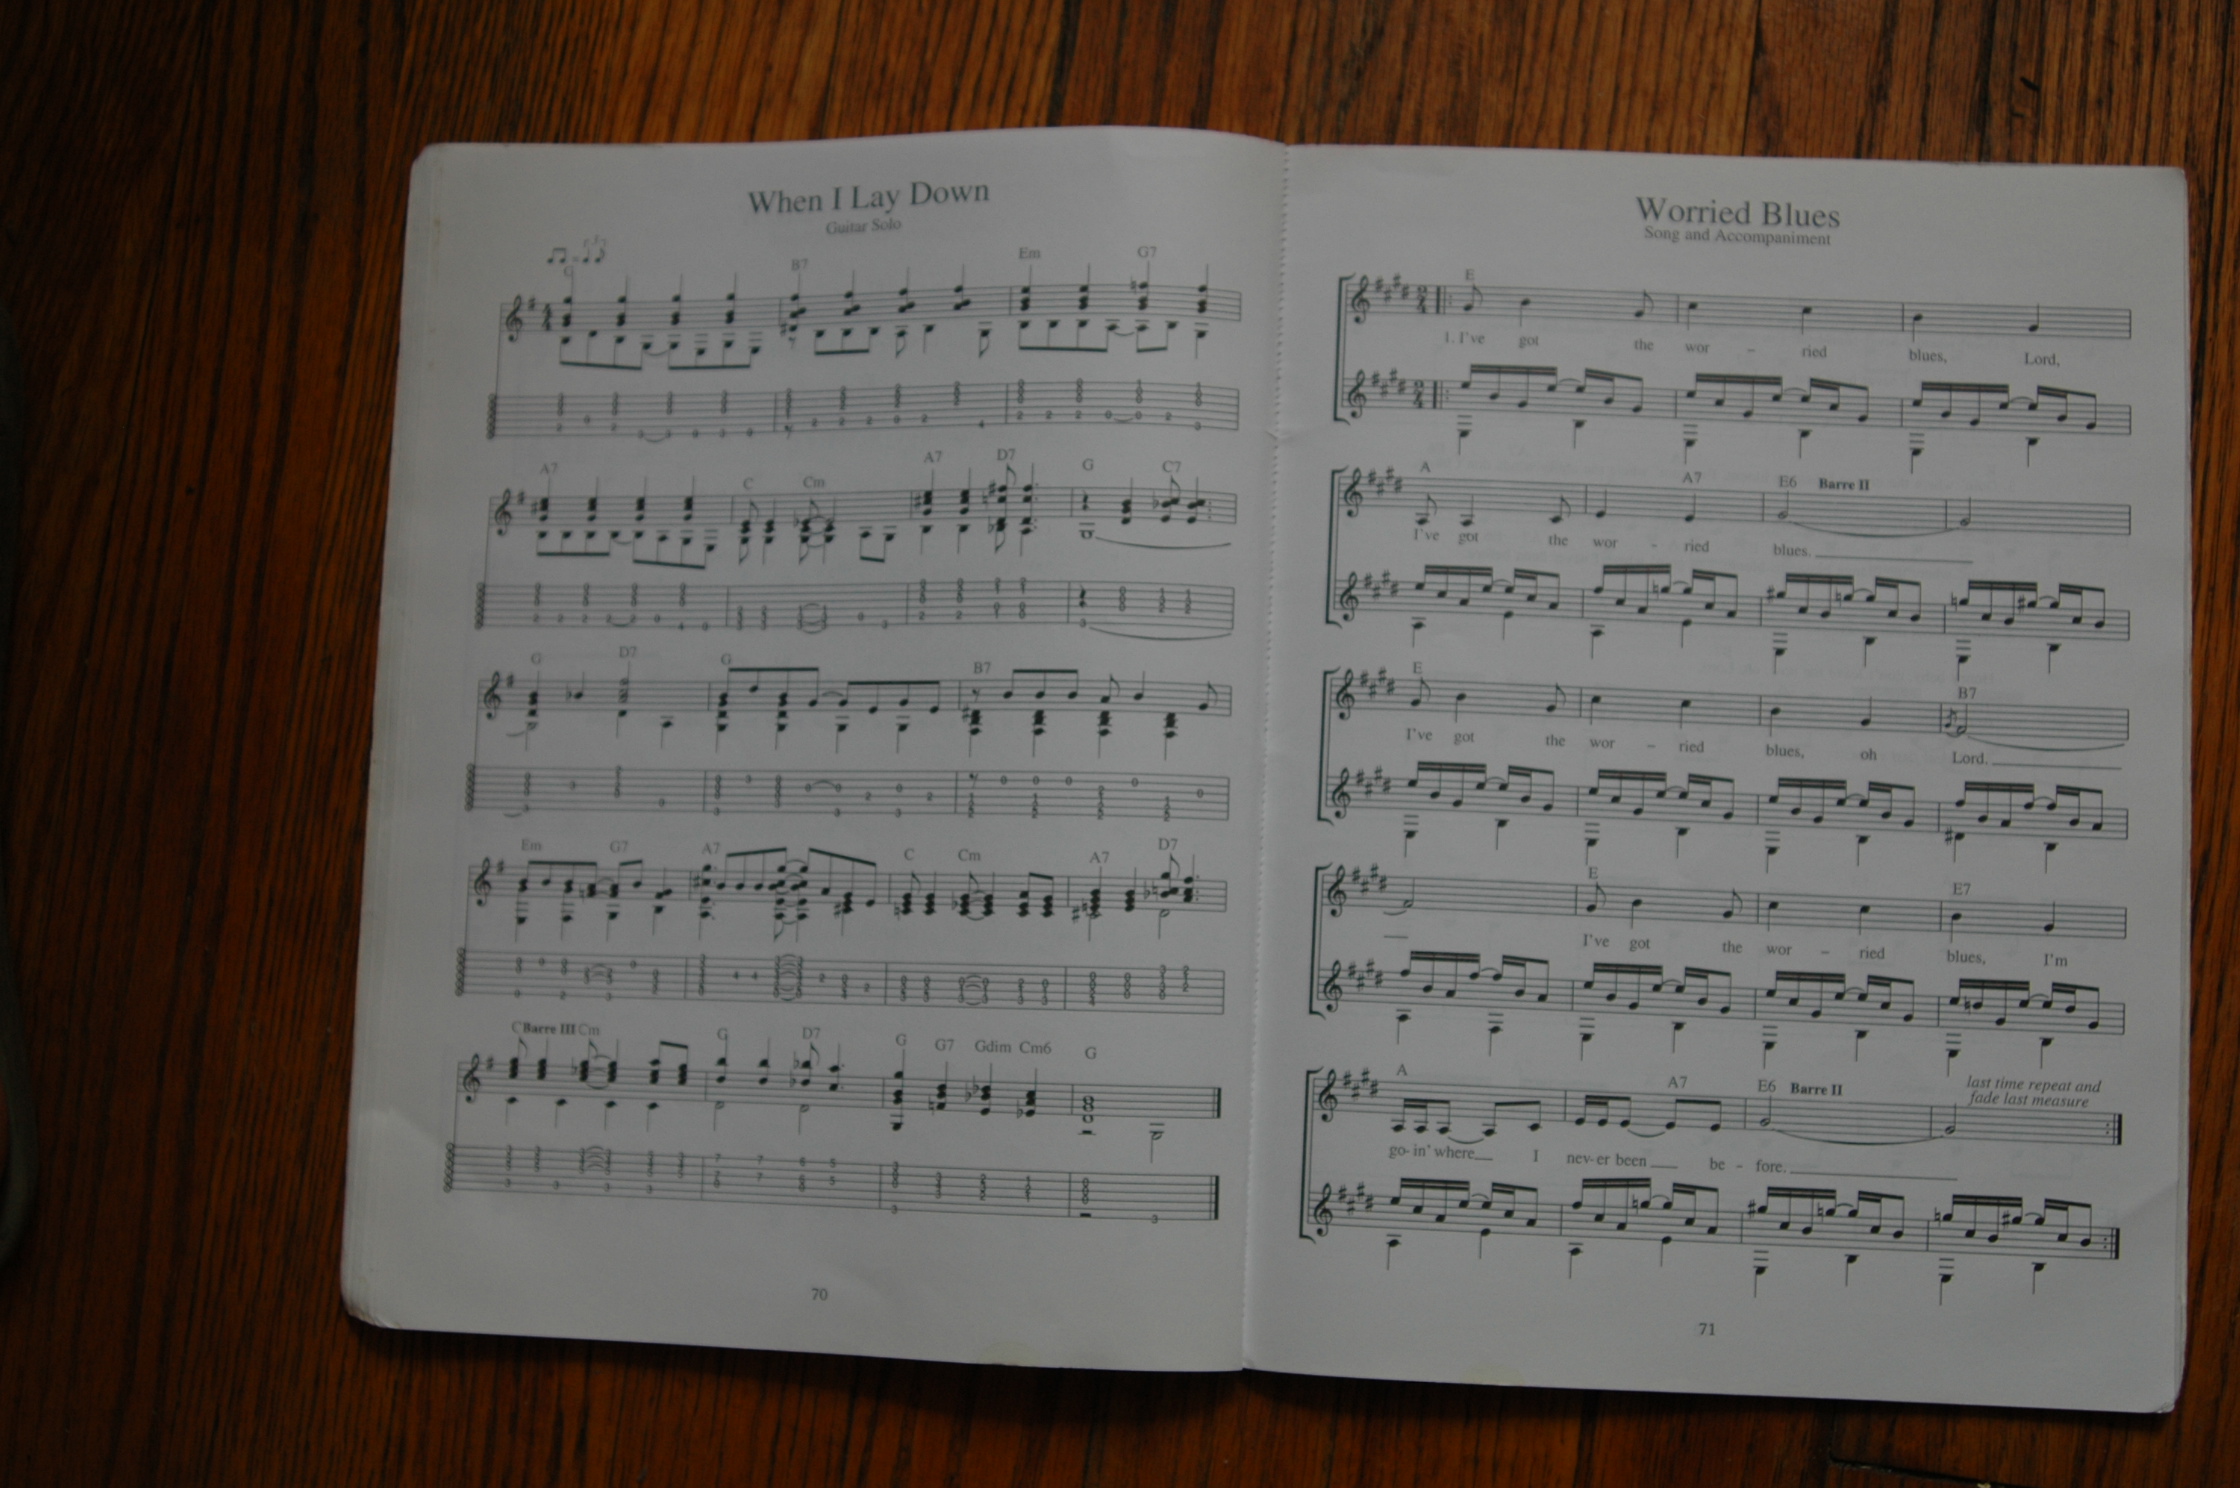 When I Lay Down
Guitar Solo
G B7 Em G7
A7 C Cm A7 D7 G C7
G D7 G B7
Em G7 A7 C Cm A7 D7
C Barre III Cm G D7 G G7 Gdim Cm6 G
70
Worried Blues
Song and Accompaniment
E
1. I've got the wor - ried blues, Lord,
A A7 E6 Barre II
I've got the wor - ried blues.
E B7
I've got the wor - ried blues, oh Lord.
E E7
I've got the wor - ried blues, I'm
last time repeat and
fade last measure
A A7 E6 Barre II
go- in' where I nev- er been be - fore.
71